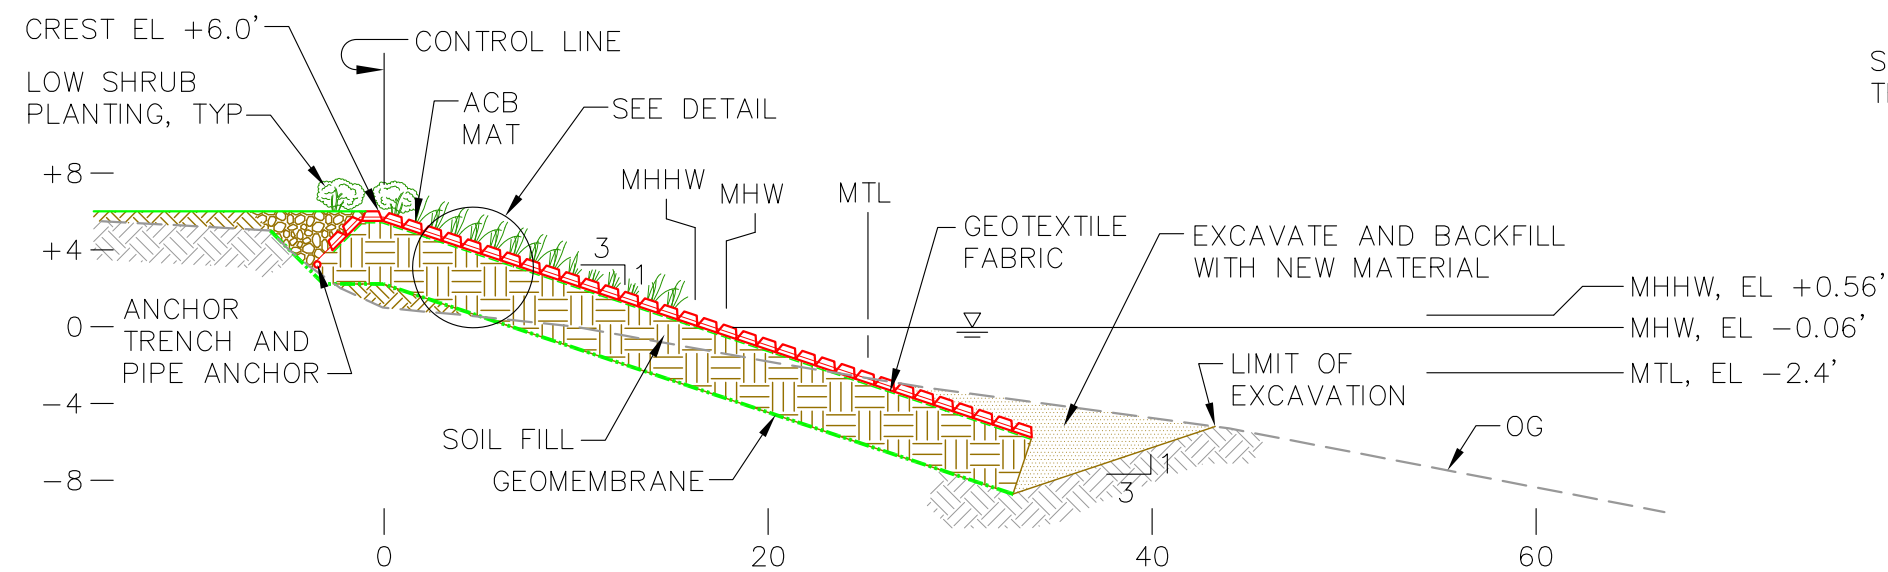 CREST EL +6.0'
CONTROL LINE
LOW SHRUB
PLANTING, TYP
ACB
MAT
SEE DETAIL
S
+8
MHHW
MHW
MTL
GEOTEXTILE
FABRIC
EXCAVATE AND BACKFILL
WITH NEW MATERIAL
+4
3
1
MHHW, EL +0.56'
ANCHOR
TRENCH AND
PIPE ANCHOR
0
MHW, EL -0.06'
LIMIT OF
EXCAVATION
MTL, EL -2.4'
-4
SOIL FILL
OG
GEOMEMBRANE
-8
1
3
0
20
40
60